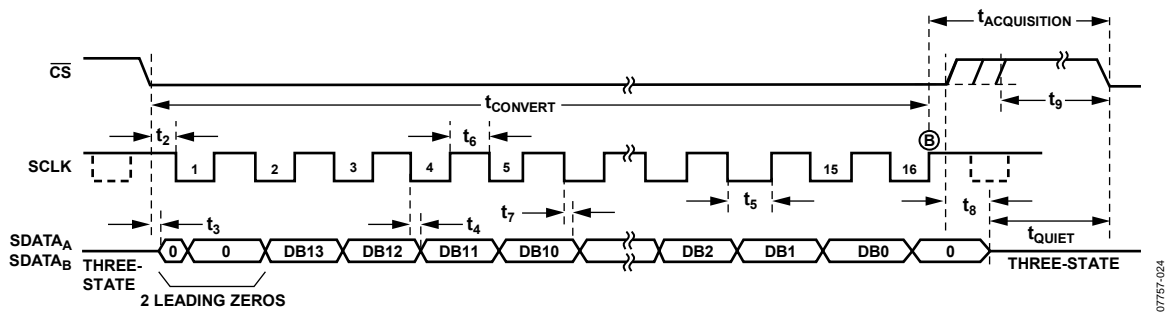 tACQUISITION
CS
tCONVERT
t9
t2
t6
B
SCLK
1 2 3 4 5 15 16
t3
t4
t7
t5
t8
tQUIET
SDATAA
SDATAB
0 0 DB13 DB12 DB11 DB10 DB2 DB1 DB0 0
THREE-
STATE
THREE-STATE
2 LEADING ZEROS
07757-024